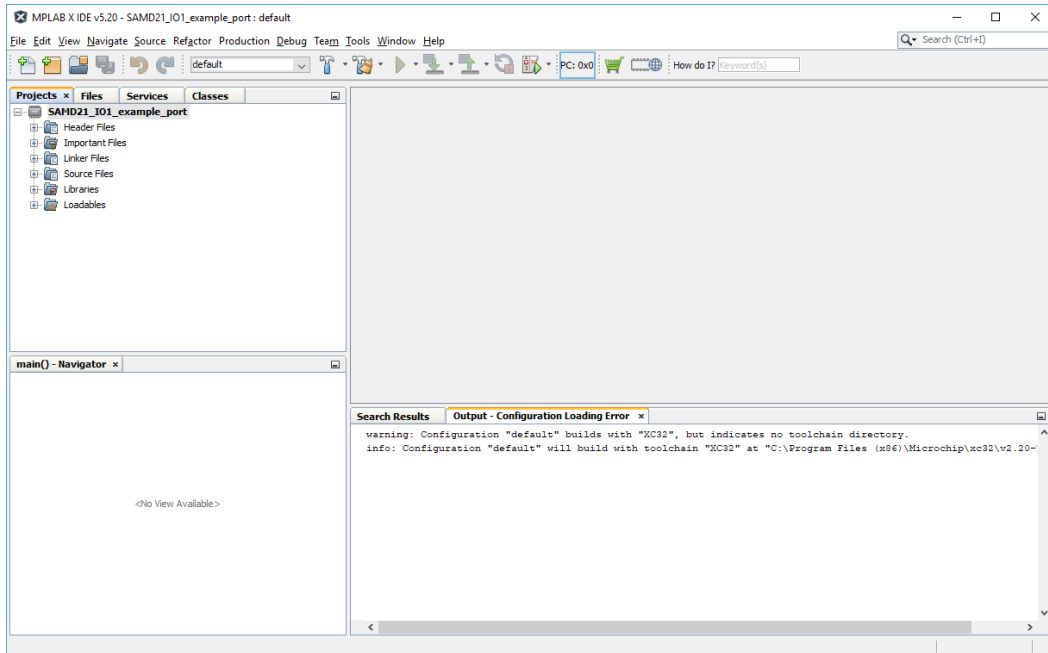 MPLAB X IDE v5.20 - SAMD21_IO1_example_port : default
File Edit View Navigate Source Refactor Production Debug Team Tools Window Help
Search (Ctrl+I)
default
PC: 0x0
How do I?
Keyword(s)
Projects
Files
Services
Classes
SAMD21_IO1_example_port
Header Files
Important Files
Linker Files
Source Files
Libraries
Loadables
main() - Navigator
<No View Available>
Search Results
Output - Configuration Loading Error
warning: Configuration "default" builds with "XC32", but indicates no toolchain directory.
info: Configuration "default" will build with toolchain "XC32" at "C:\Program Files (x86)\Microchip\xc32\v2.20-